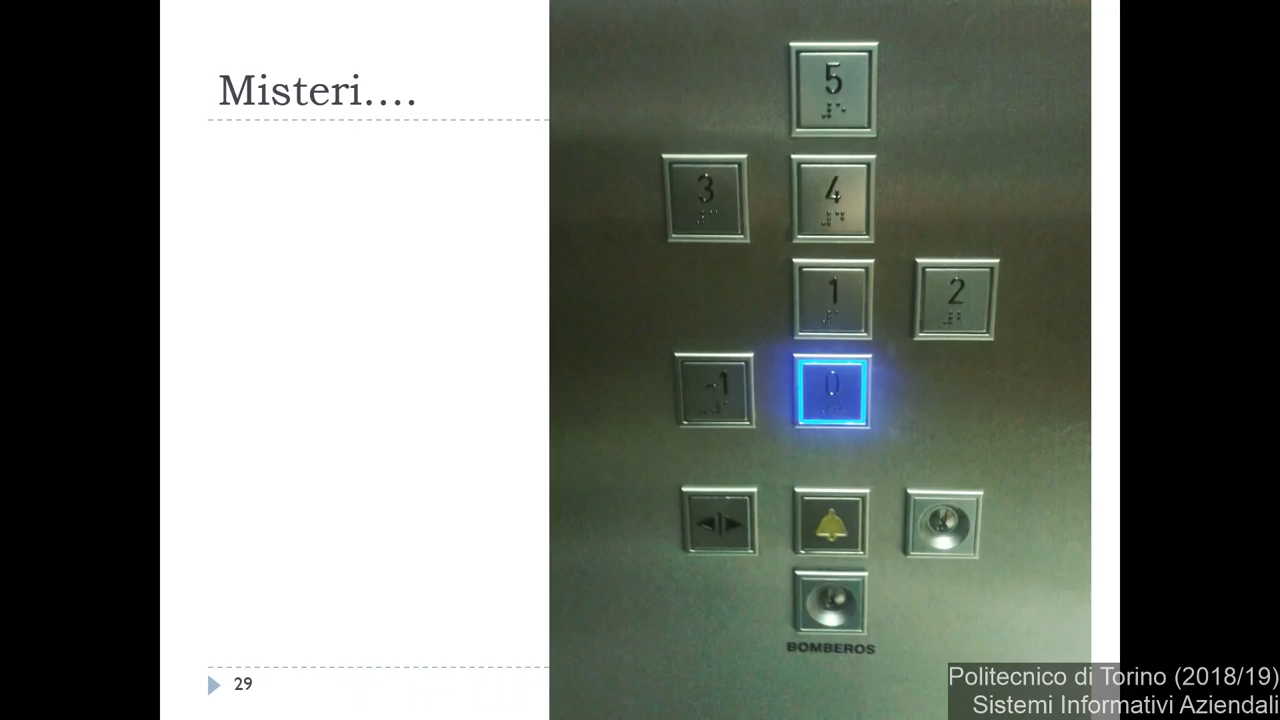 Misteri....
5
3 4
1 2
-1 0
BOMBEROS
29
Politecnico di Torino (2018/19)
Sistemi Informativi Aziendali